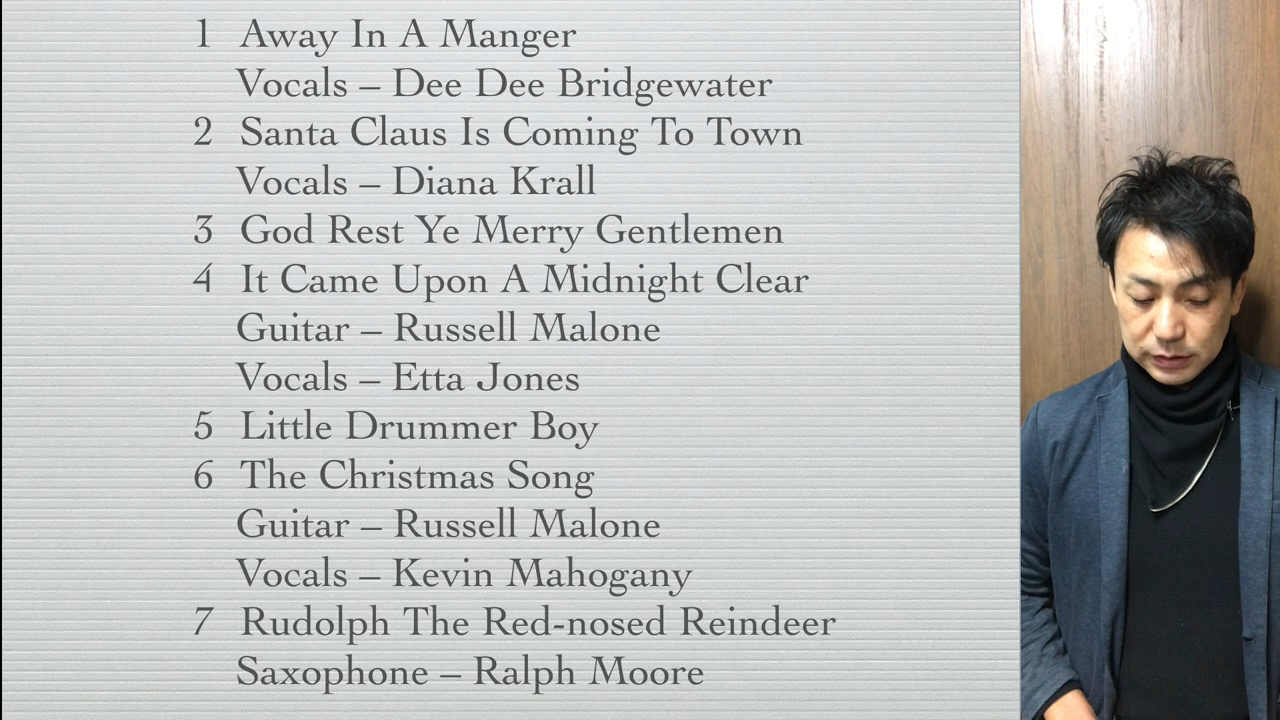 1 Away In A Manger
Vocals – Dee Dee Bridgewater
2 Santa Claus Is Coming To Town
Vocals – Diana Krall
3 God Rest Ye Merry Gentlemen
4 It Came Upon A Midnight Clear
Guitar – Russell Malone
Vocals – Etta Jones
5 Little Drummer Boy
6 The Christmas Song
Guitar – Russell Malone
Vocals – Kevin Mahogany
7 Rudolph The Red-nosed Reindeer
Saxophone – Ralph Moore